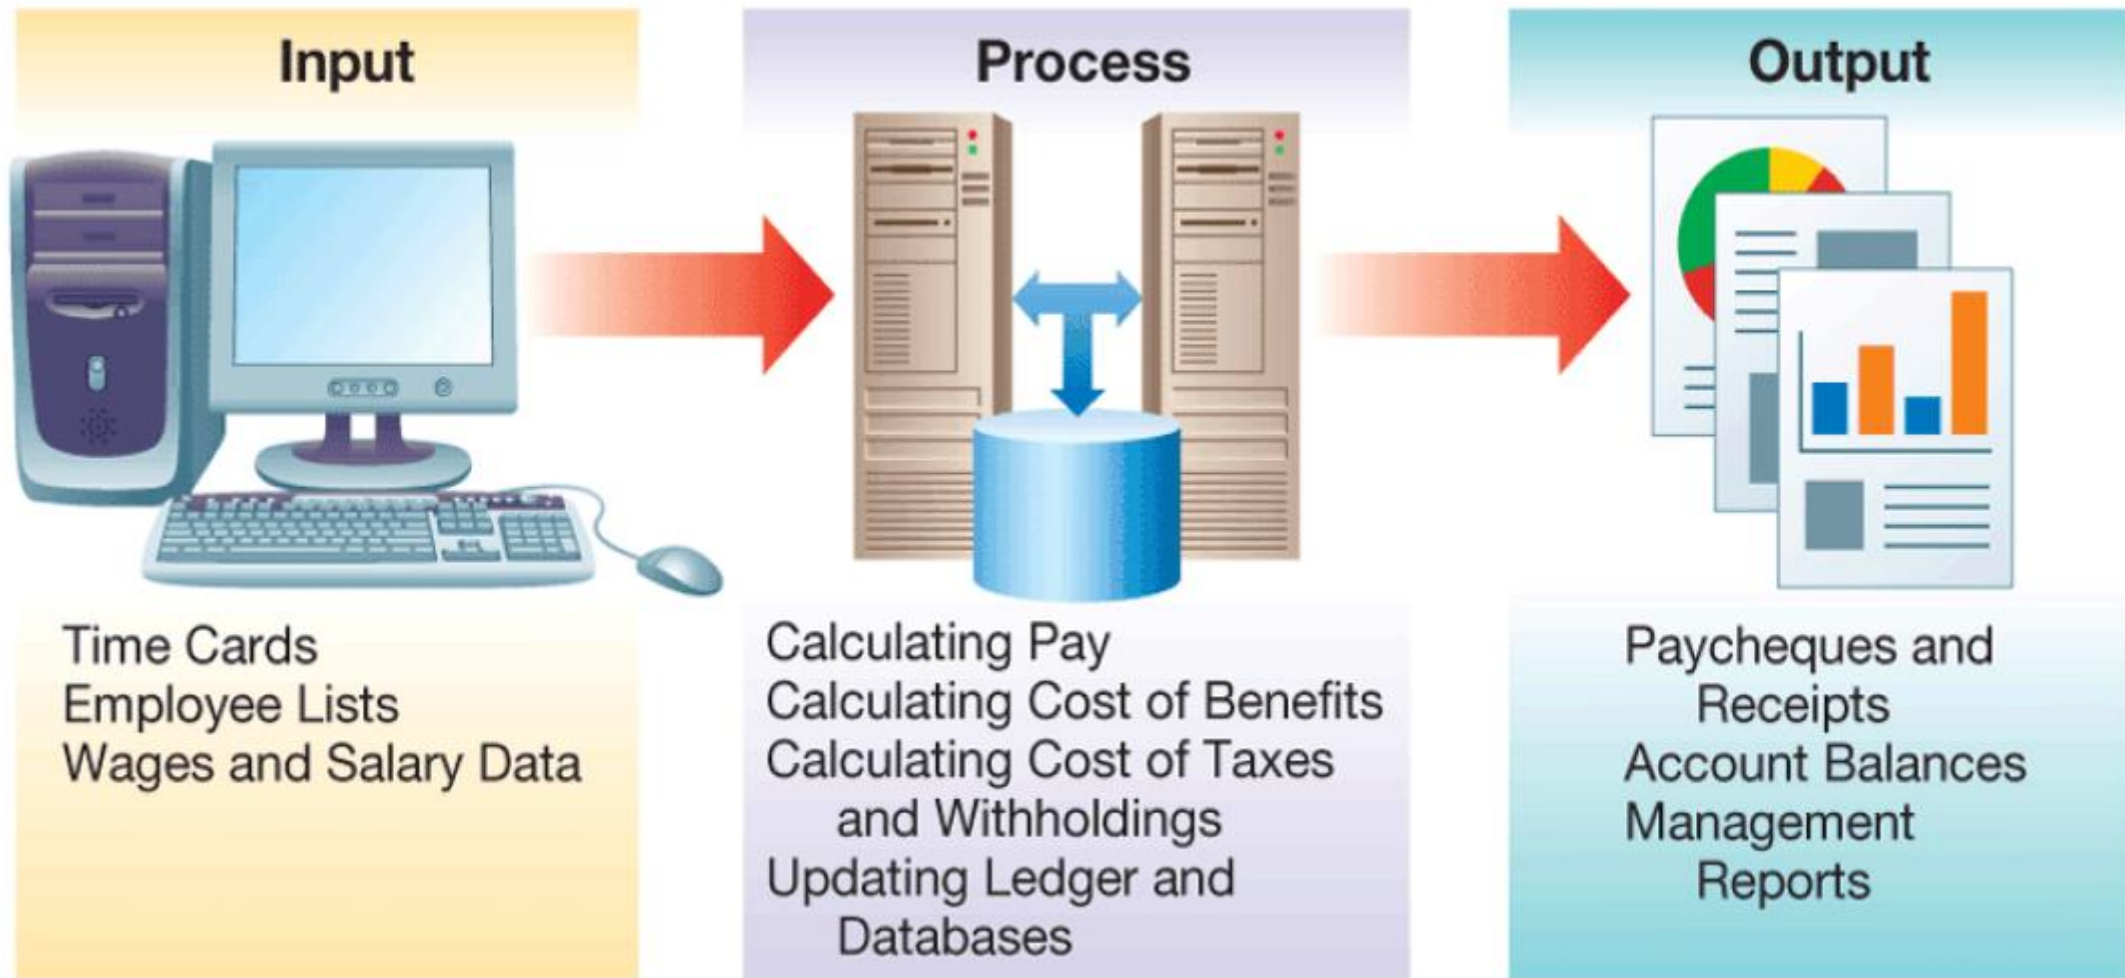 Input
Time Cards
Employee Lists
Wages and Salary Data
Process
Calculating Pay
Calculating Cost of Benefits
Calculating Cost of Taxes
and Withholdings
Updating Ledger and
Databases
Output
Paycheques and
Receipts
Account Balances
Management
Reports